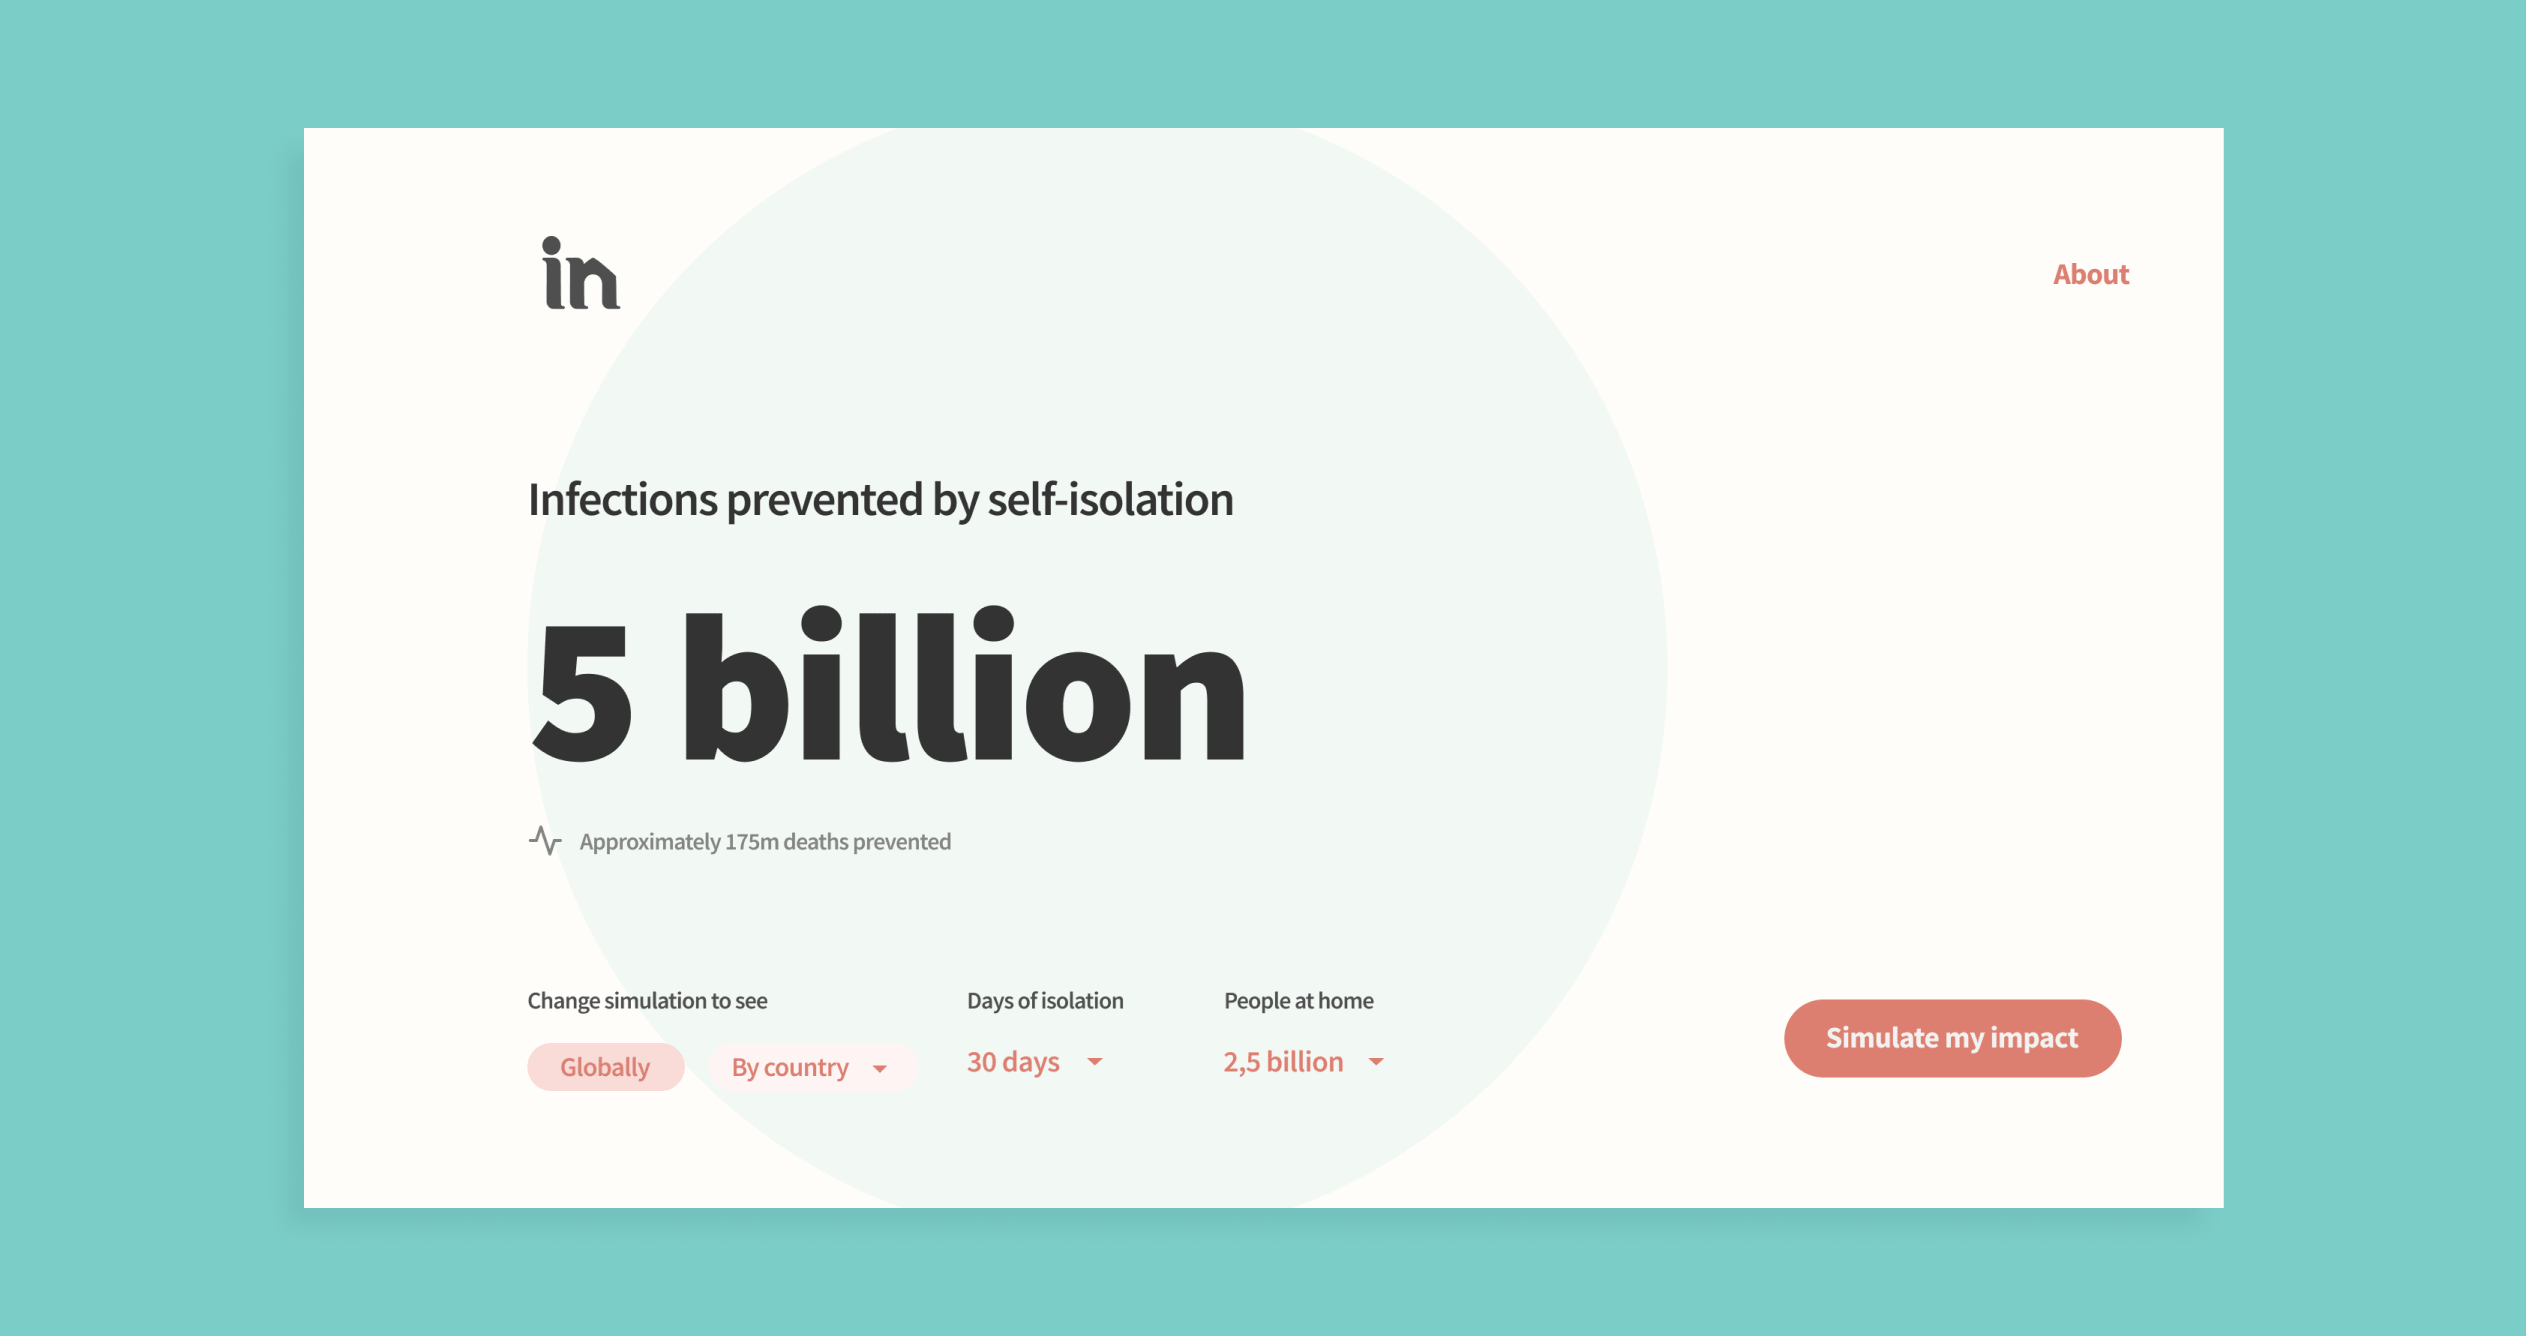 in
About
Infections prevented by self-isolation
5 billion
Approximately 175m deaths prevented
Change simulation to see
Globally
By country
Days of isolation
30 days
People at home
2,5 billion
Simulate my impact